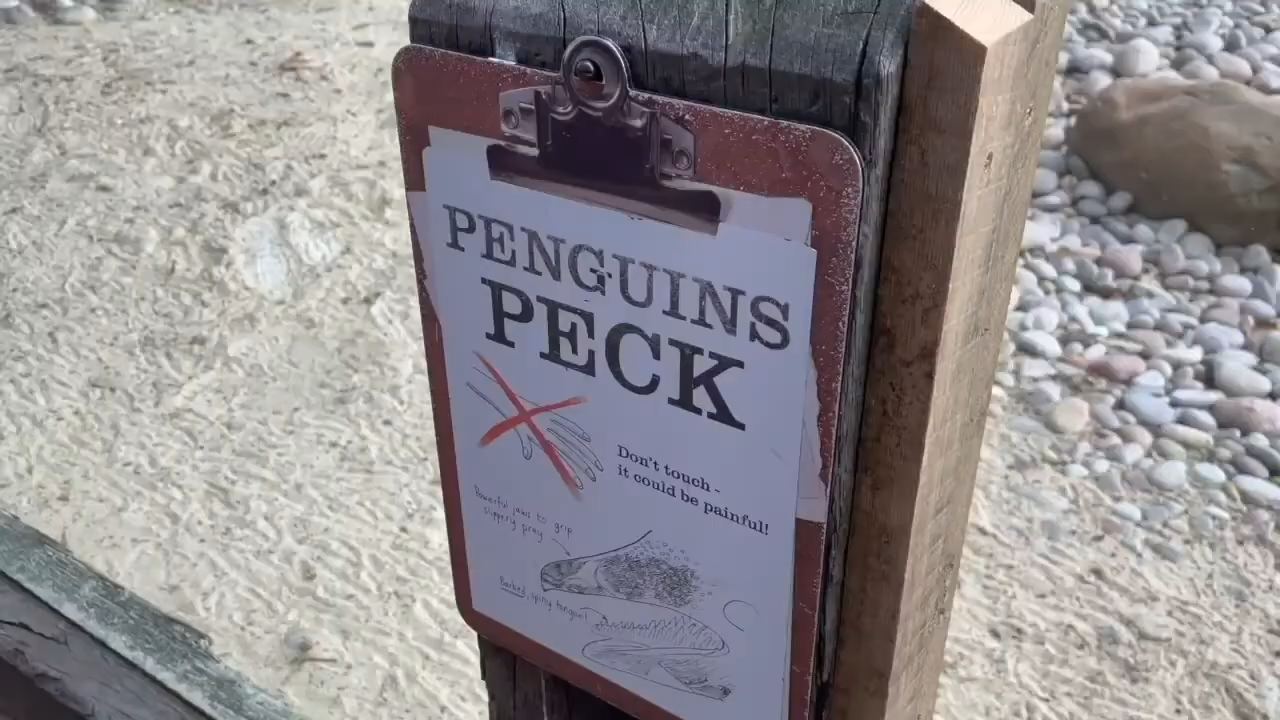 PENGUINS
PECK
Don't touch -
it could be painful!
Powerful jaws to grip
slippery prey
Barbed, spiny tongue!